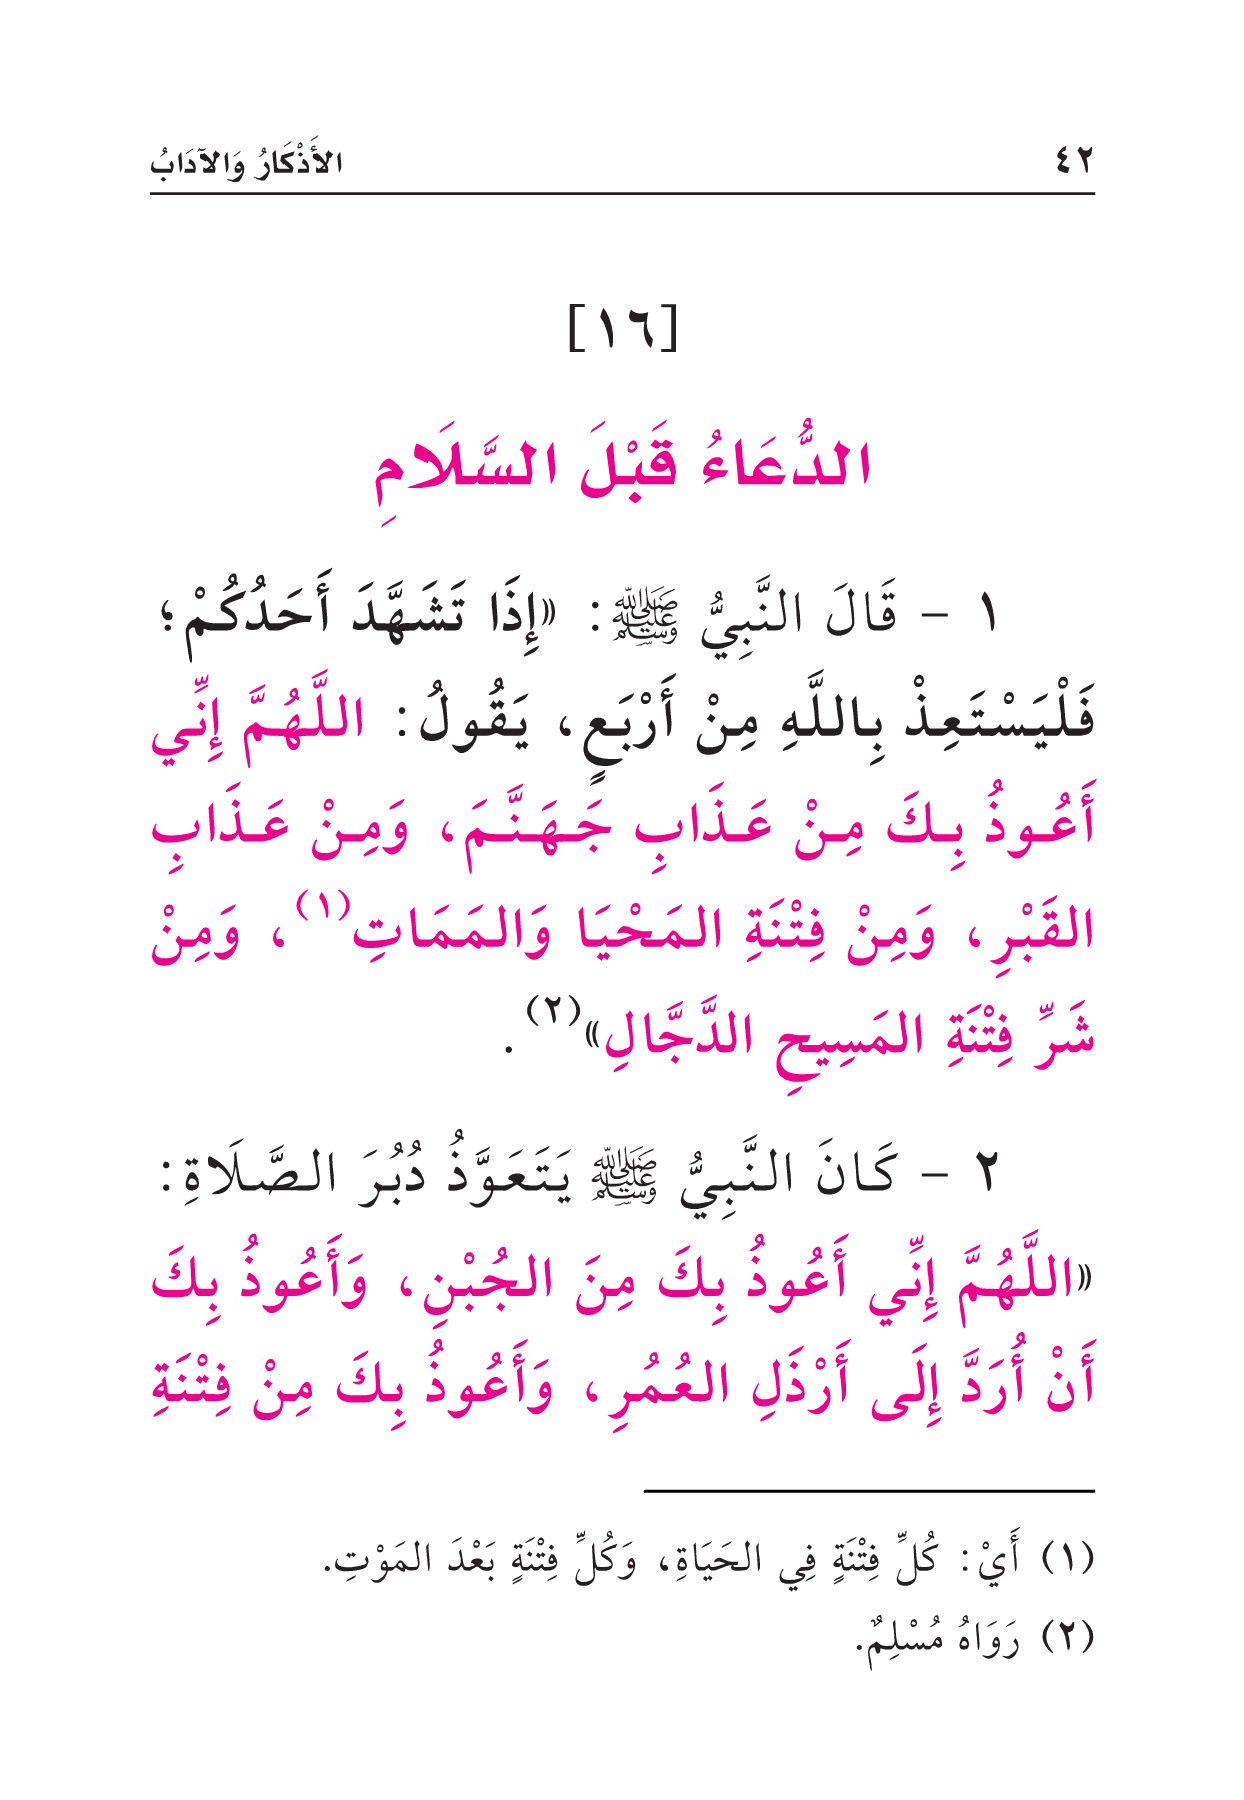 ٤٢ الأَذْكَارُ وَالآدَابُ
[١٦]
الدُّعَاءُ قَبْلَ السَّلَامِ
١ - قَالَ النَّبِيُّ ﷺ: «إِذَا تَشَهَّدَ أَحَدُكُمْ؛
فَلْيَسْتَعِذْ بِاللَّهِ مِنْ أَرْبَعٍ، يَقُولُ: اللَّهُمَّ إِنِّي
أَعُوذُ بِكَ مِنْ عَذَابِ جَهَنَّمَ، وَمِنْ عَذَابِ
القَبْرِ، وَمِنْ فِتْنَةِ المَحْيَا وَالمَمَاتِ(١)، وَمِنْ
شَرِّ فِتْنَةِ المَسِيحِ الدَّجَّالِ»(٢).
٢ - كَانَ النَّبِيُّ ﷺ يَتَعَوَّذُ دُبُرَ الصَّلَاةِ:
«اللَّهُمَّ إِنِّي أَعُوذُ بِكَ مِنَ الجُبْنِ، وَأَعُوذُ بِكَ
أَنْ أُرَدَّ إِلَى أَرْذَلِ العُمُرِ، وَأَعُوذُ بِكَ مِنْ فِتْنَةِ
(١) أَيْ: كُلِّ فِتْنَةٍ فِي الحَيَاةِ، وَكُلِّ فِتْنَةٍ بَعْدَ المَوْتِ.
(٢) رَوَاهُ مُسْلِمٌ.